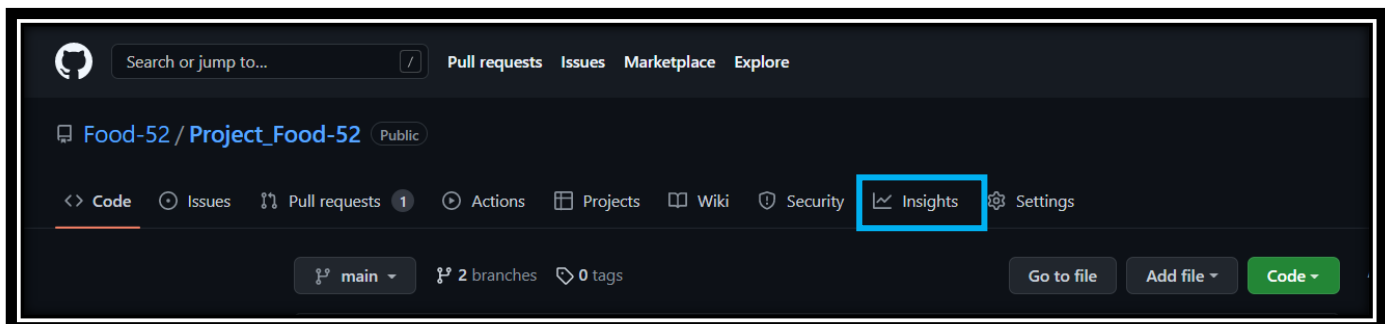 Search or jump to... / Pull requests Issues Marketplace Explore
Food-52 / Project_Food-52 Public
<> Code Issues Pull requests 1 Actions Projects Wiki Security Insights Settings
main 2 branches 0 tags Go to file Add file Code